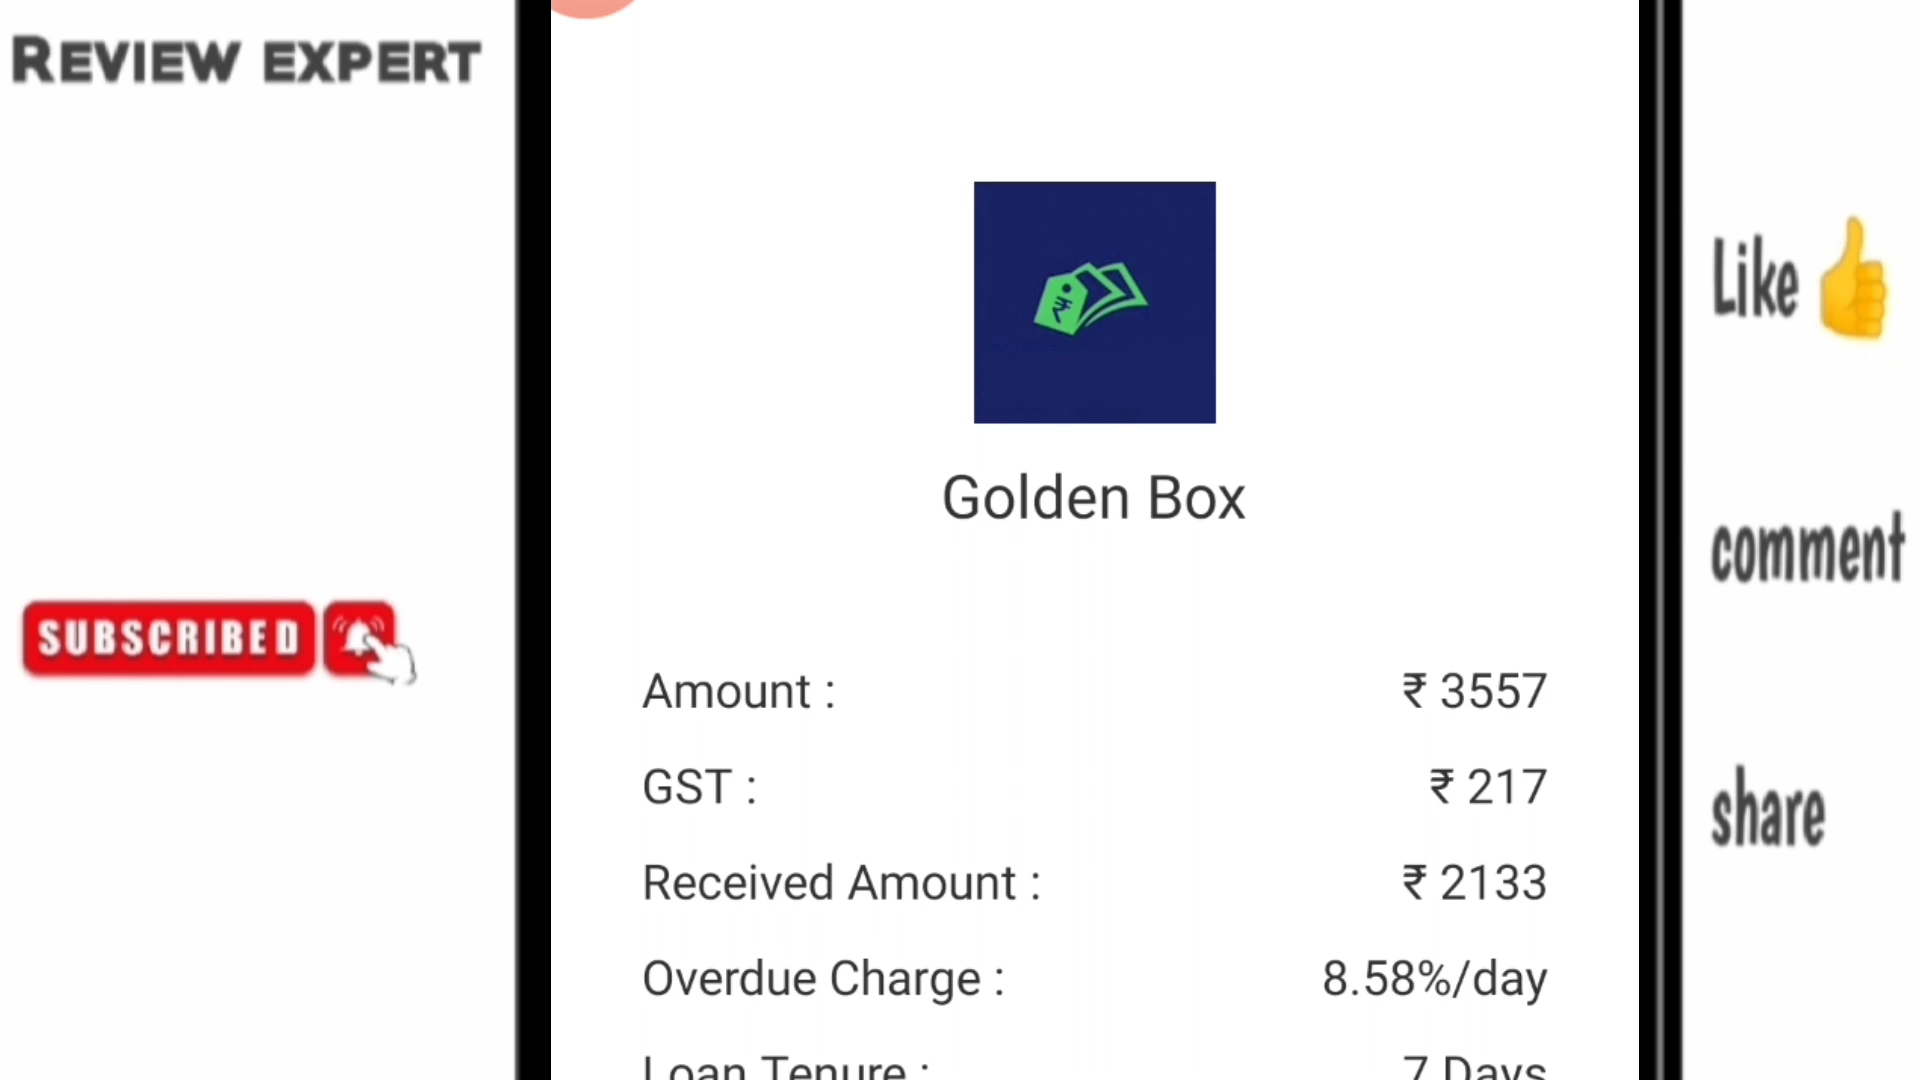 REVIEW EXPERT
SUBSCRIBED
₹
Golden Box
Amount : ₹ 3557
GST : ₹ 217
Received Amount : ₹ 2133
Overdue Charge : 8.58%/day
Loan Tenure : 7 Days
Like 👍
comment
share